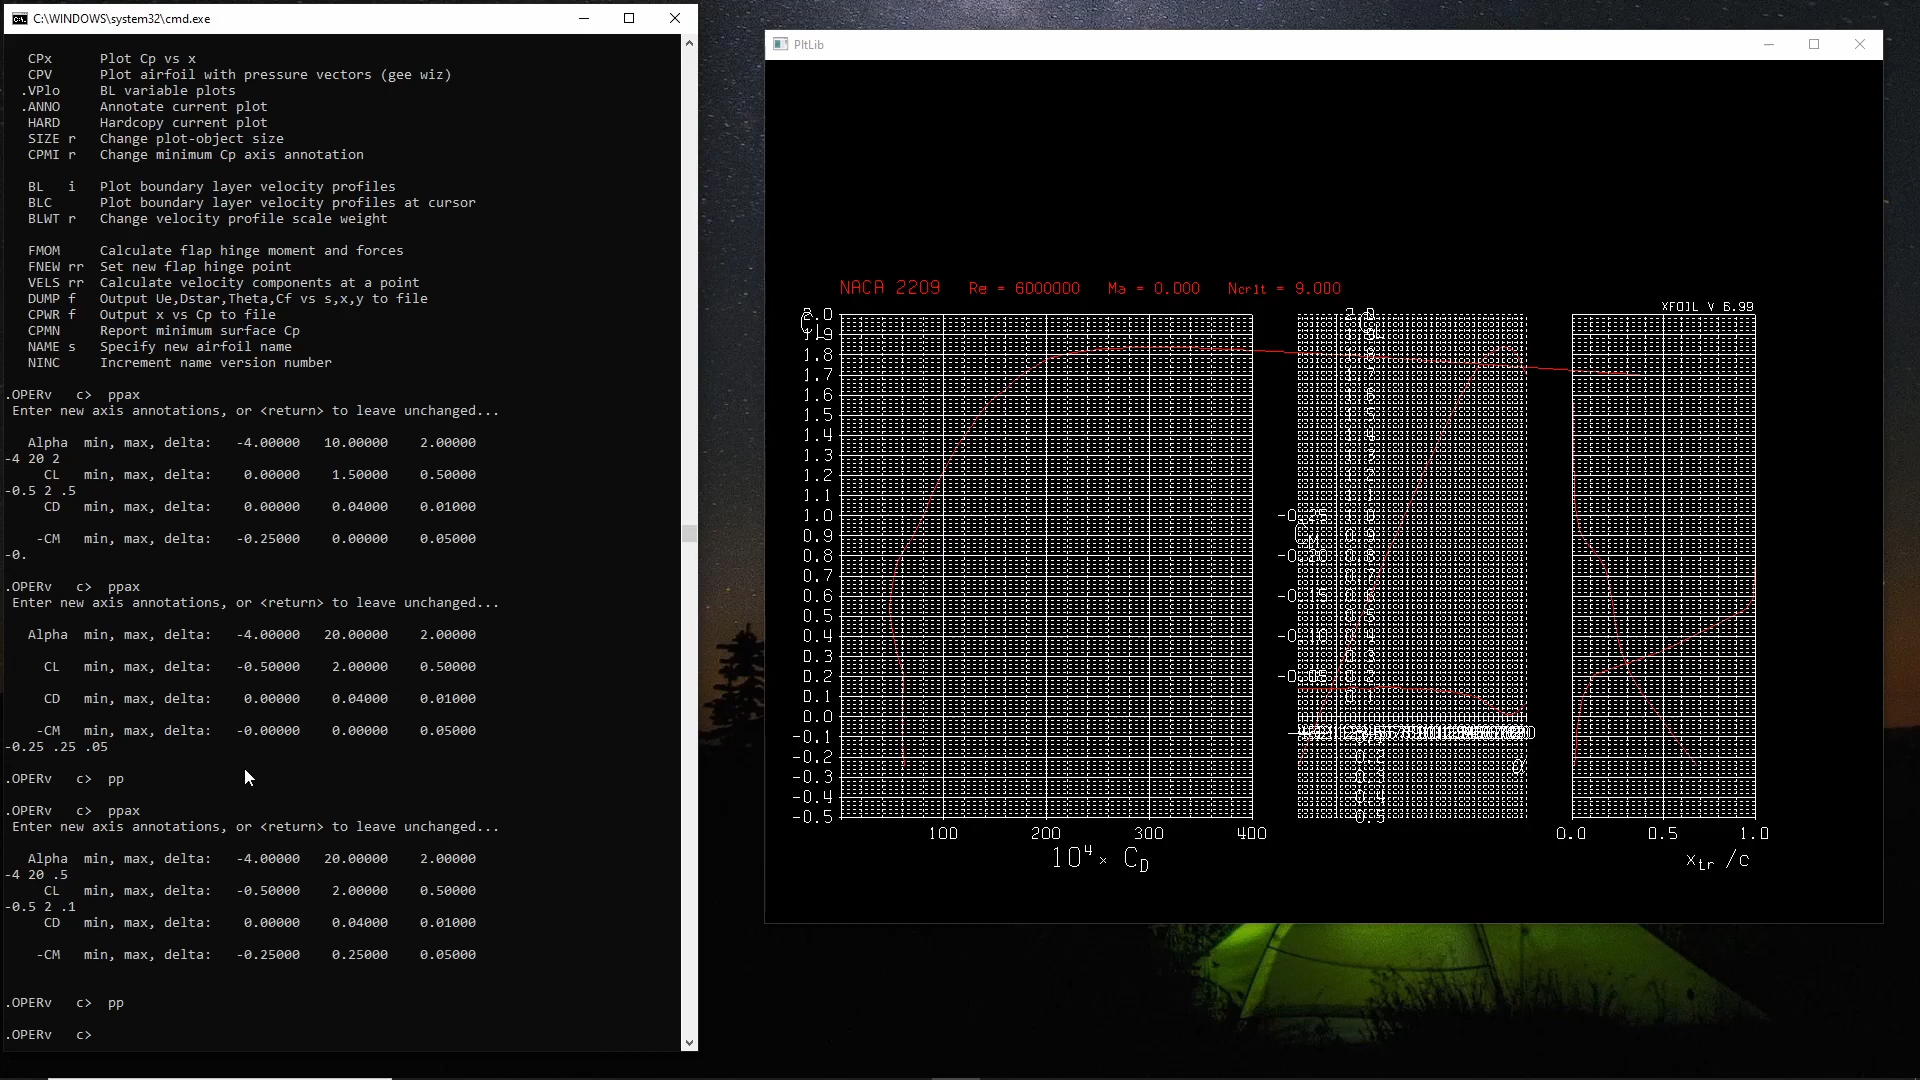 C:\WINDOWS\system32\cmd.exe
CPx Plot Cp vs x
CPV Plot airfoil with pressure vectors (gee wiz)
.VPlo BL variable plots
.ANNO Annotate current plot
HARD Hardcopy current plot
SIZE r Change plot-object size
CPMI r Change minimum Cp axis annotation
BL i Plot boundary layer velocity profiles
BLC Plot boundary layer velocity profiles at cursor
BLWT r Change velocity profile scale weight
FMOM Calculate flap hinge moment and forces
FNEW rr Set new flap hinge point
VELS rr Calculate velocity components at a point
DUMP f Output Ue,Dstar,Theta,Cf vs s,x,y to file
CPWR f Output x vs Cp to file
CPMN Report minimum surface Cp
NAME s Specify new airfoil name
NINC Increment name version number
.OPERv c> ppax
Enter new axis annotations, or <return> to leave unchanged...
Alpha min, max, delta: -4.00000 10.00000 2.00000
-4 20 2
CL min, max, delta: 0.00000 1.50000 0.50000
-0.5 2 .5
CD min, max, delta: 0.00000 0.04000 0.01000
-CM min, max, delta: -0.25000 0.00000 0.05000
-0.
.OPERv c> ppax
Enter new axis annotations, or <return> to leave unchanged...
Alpha min, max, delta: -4.00000 20.00000 2.00000
CL min, max, delta: -0.50000 2.00000 0.50000
CD min, max, delta: 0.00000 0.04000 0.01000
-CM min, max, delta: -0.00000 0.00000 0.05000
-0.25 .25 .05
.OPERv c> pp
.OPERv c> ppax
Enter new axis annotations, or <return> to leave unchanged...
Alpha min, max, delta: -4.00000 20.00000 2.00000
-4 20 .5
CL min, max, delta: -0.50000 2.00000 0.50000
-0.5 2 .1
CD min, max, delta: 0.00000 0.04000 0.01000
-CM min, max, delta: -0.25000 0.25000 0.05000
.OPERv c> pp
.OPERv c>
PltLib
NACA 2209 Re = 6000000 Ma = 0.000 Ncrit = 9.000
XFOIL V 6.99
2.0
1.9
1.8
1.7
1.6
1.5
1.4
1.3
1.2
1.1
1.0
0.9
0.8
0.7
0.6
0.5
0.4
0.3
0.2
0.1
0.0
-0.1
-0.2
-0.3
-0.4
-0.5
100 200 300 400
10⁴× C_D
0.0 0.5 1.0
x_tr /c